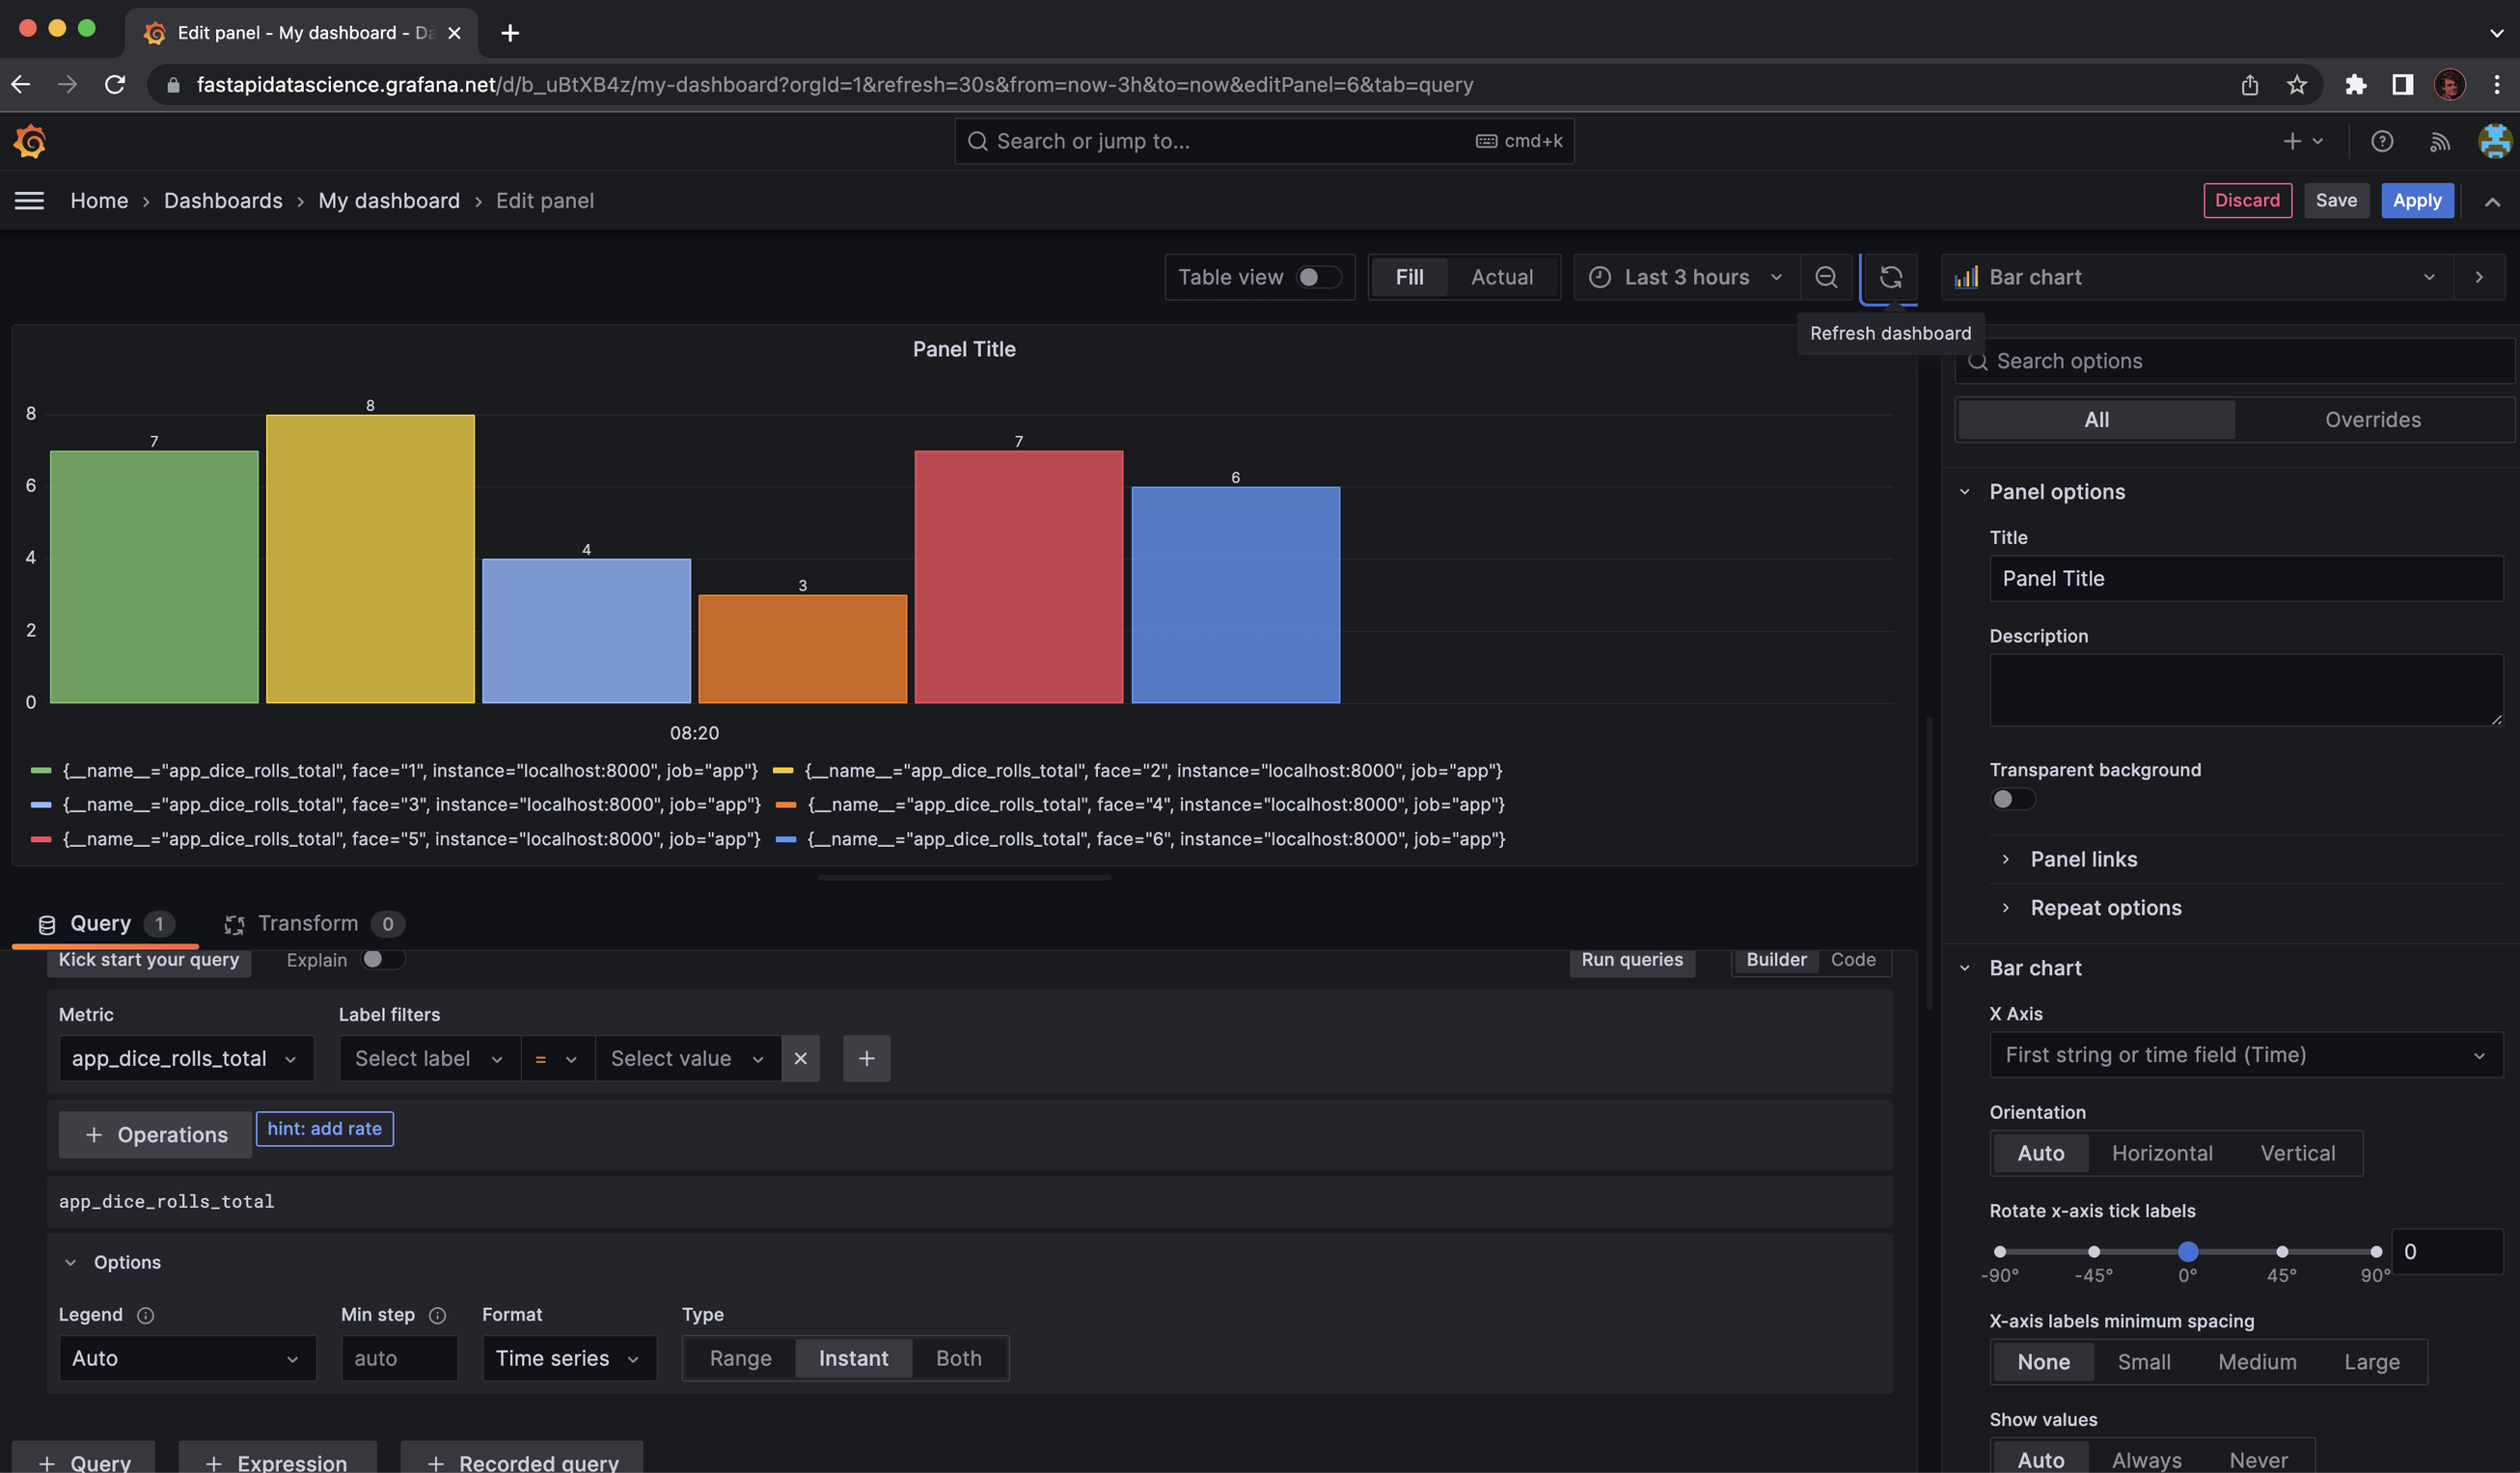 Edit panel - My dashboard - Da
fastapidatascience.grafana.net/d/b_uBtXB4z/my-dashboard?orgId=1&refresh=30s&from=now-3h&to=now&editPanel=6&tab=query
Search or jump to... cmd+k
Home › Dashboards › My dashboard › Edit panel Discard Save Apply
Table view Fill Actual Last 3 hours Bar chart
Refresh dashboard
Panel Title
Search options
All Overrides
8
6
4
2
0
7
8
4
3
7
6
08:20
{__name__="app_dice_rolls_total", face="1", instance="localhost:8000", job="app"} {__name__="app_dice_rolls_total", face="2", instance="localhost:8000", job="app"}
{__name__="app_dice_rolls_total", face="3", instance="localhost:8000", job="app"} {__name__="app_dice_rolls_total", face="4", instance="localhost:8000", job="app"}
{__name__="app_dice_rolls_total", face="5", instance="localhost:8000", job="app"} {__name__="app_dice_rolls_total", face="6", instance="localhost:8000", job="app"}
Query 1 Transform 0
Kick start your query Explain Run queries Builder Code
Metric Label filters
app_dice_rolls_total Select label = Select value
+ Operations hint: add rate
app_dice_rolls_total
Options
Legend Min step Format Type
Auto auto Time series Range Instant Both
+ Query + Expression + Recorded query
Panel options
Title
Panel Title
Description
Transparent background
Panel links
Repeat options
Bar chart
X Axis
First string or time field (Time)
Orientation
Auto Horizontal Vertical
Rotate x-axis tick labels
0
-90° -45° 0° 45° 90°
X-axis labels minimum spacing
None Small Medium Large
Show values
Auto Always Never